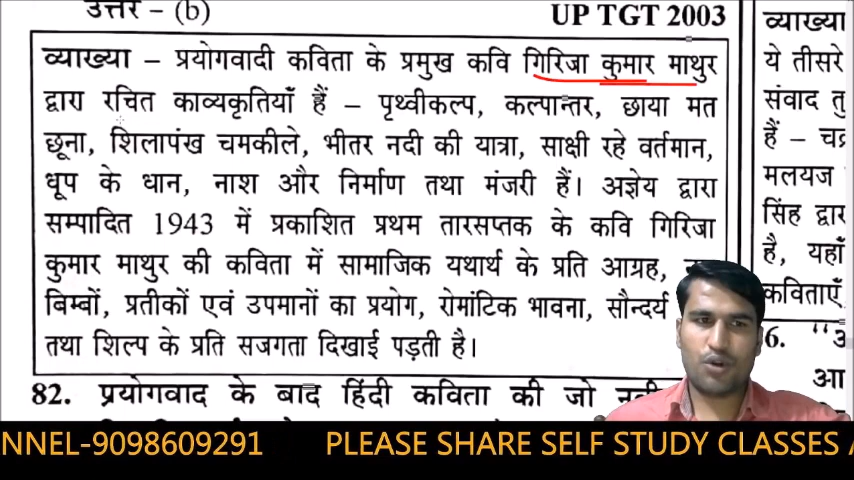 उत्तर – (b)
UP TGT 2003
व्याख्या – प्रयोगवादी कविता के प्रमुख कवि गिरिजा कुमार माथुर
द्वारा रचित काव्यकृतियाँ हैं – पृथ्वीकल्प, कल्पान्तर, छाया मत
छूना, शिलापंख चमकीले, भीतर नदी की यात्रा, साक्षी रहे वर्तमान,
धूप के धान, नाश और निर्माण तथा मंजरी हैं। अज्ञेय द्वारा
सम्पादित 1943 में प्रकाशित प्रथम तारसप्तक के कवि गिरिजा
कुमार माथुर की कविता में सामाजिक यथार्थ के प्रति आग्रह,
बिम्बों, प्रतीकों एवं उपमानों का प्रयोग, रोमांटिक भावना, सौन्दर्य
तथा शिल्प के प्रति सजगता दिखाई पड़ती है।
82. प्रयोगवाद के बाद हिंदी कविता की जो
व्याख्या
ये तीसरे
संवाद तु
हैं – चद्र
मलयज
सिंह द्वार
है, यहाँ
कविताएँ
6. "अ
आ
NNEL-9098609291 PLEASE SHARE SELF STUDY CLASSES A